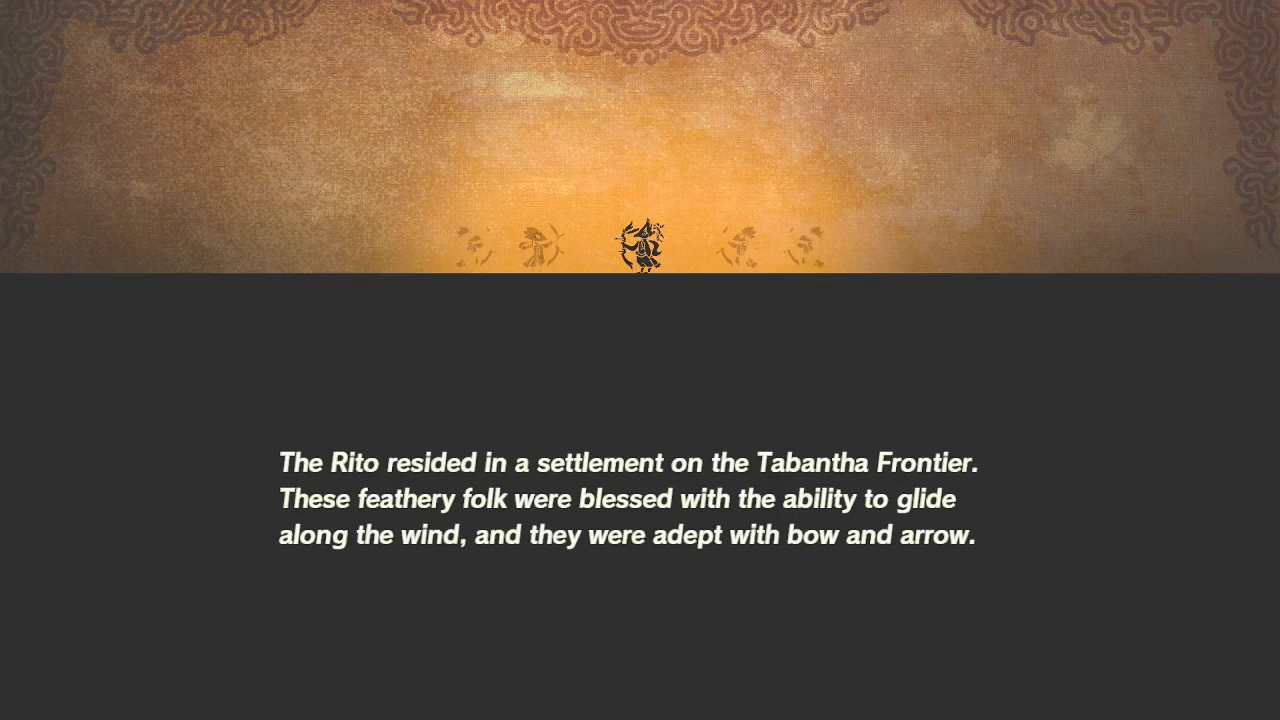 The Rito resided in a settlement on the Tabantha Frontier.
These feathery folk were blessed with the ability to glide
along the wind, and they were adept with bow and arrow.